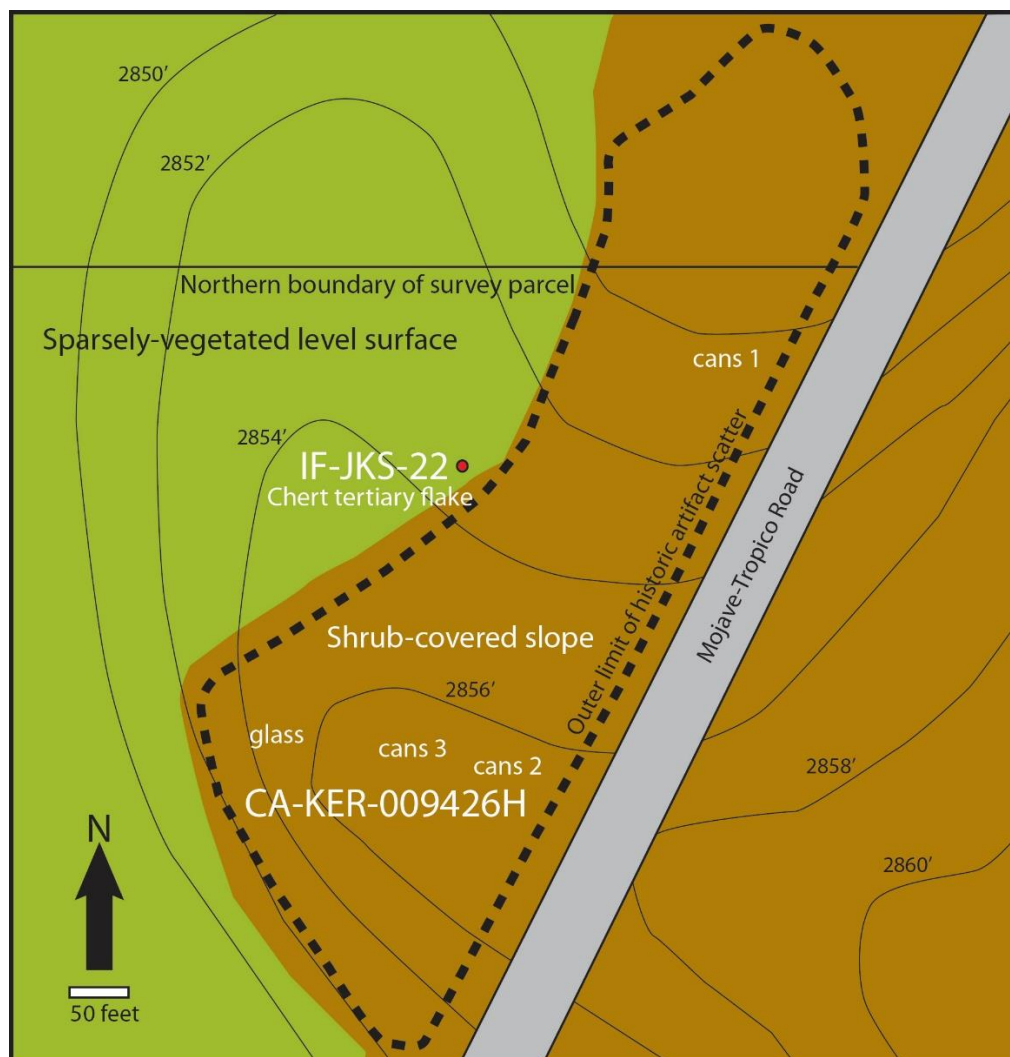 2850’
2852’
Northern boundary of survey parcel
Sparsely-vegetated level surface
cans 1
2854’
IF-JKS-22
Chert tertiary flake
Outer limit of historic artifact scatter
Mojave-Tropico Road
Shrub-covered slope
2856’
glass
cans 3
cans 2
2858’
CA-KER-009426H
N
2860’
50 feet